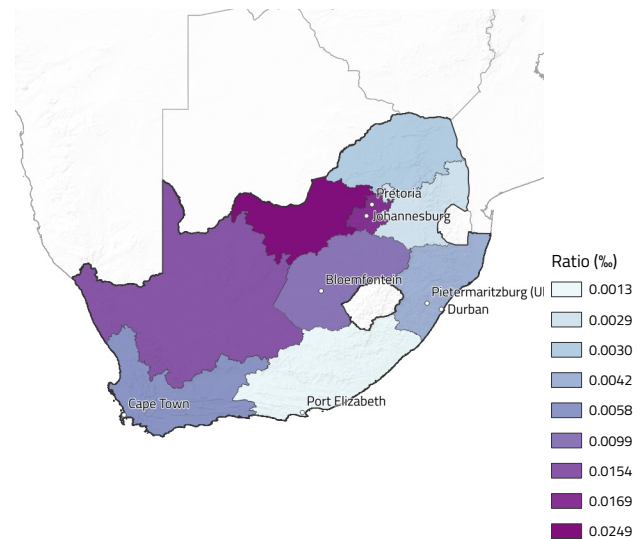 Pretoria
Johannesburg
Bloemfontein
Pietermaritzburg (U
Durban
Cape Town
Port Elizabeth
Ratio (‰)
0.0013
0.0029
0.0030
0.0042
0.0058
0.0099
0.0154
0.0169
0.0249